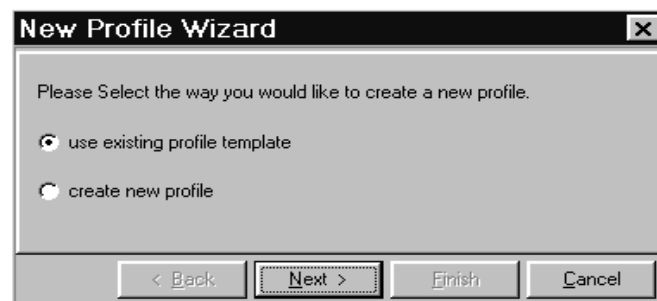 New Profile Wizard
Please Select the way you would like to create a new profile.
use existing profile template
create new profile
< Back Next > Finish Cancel